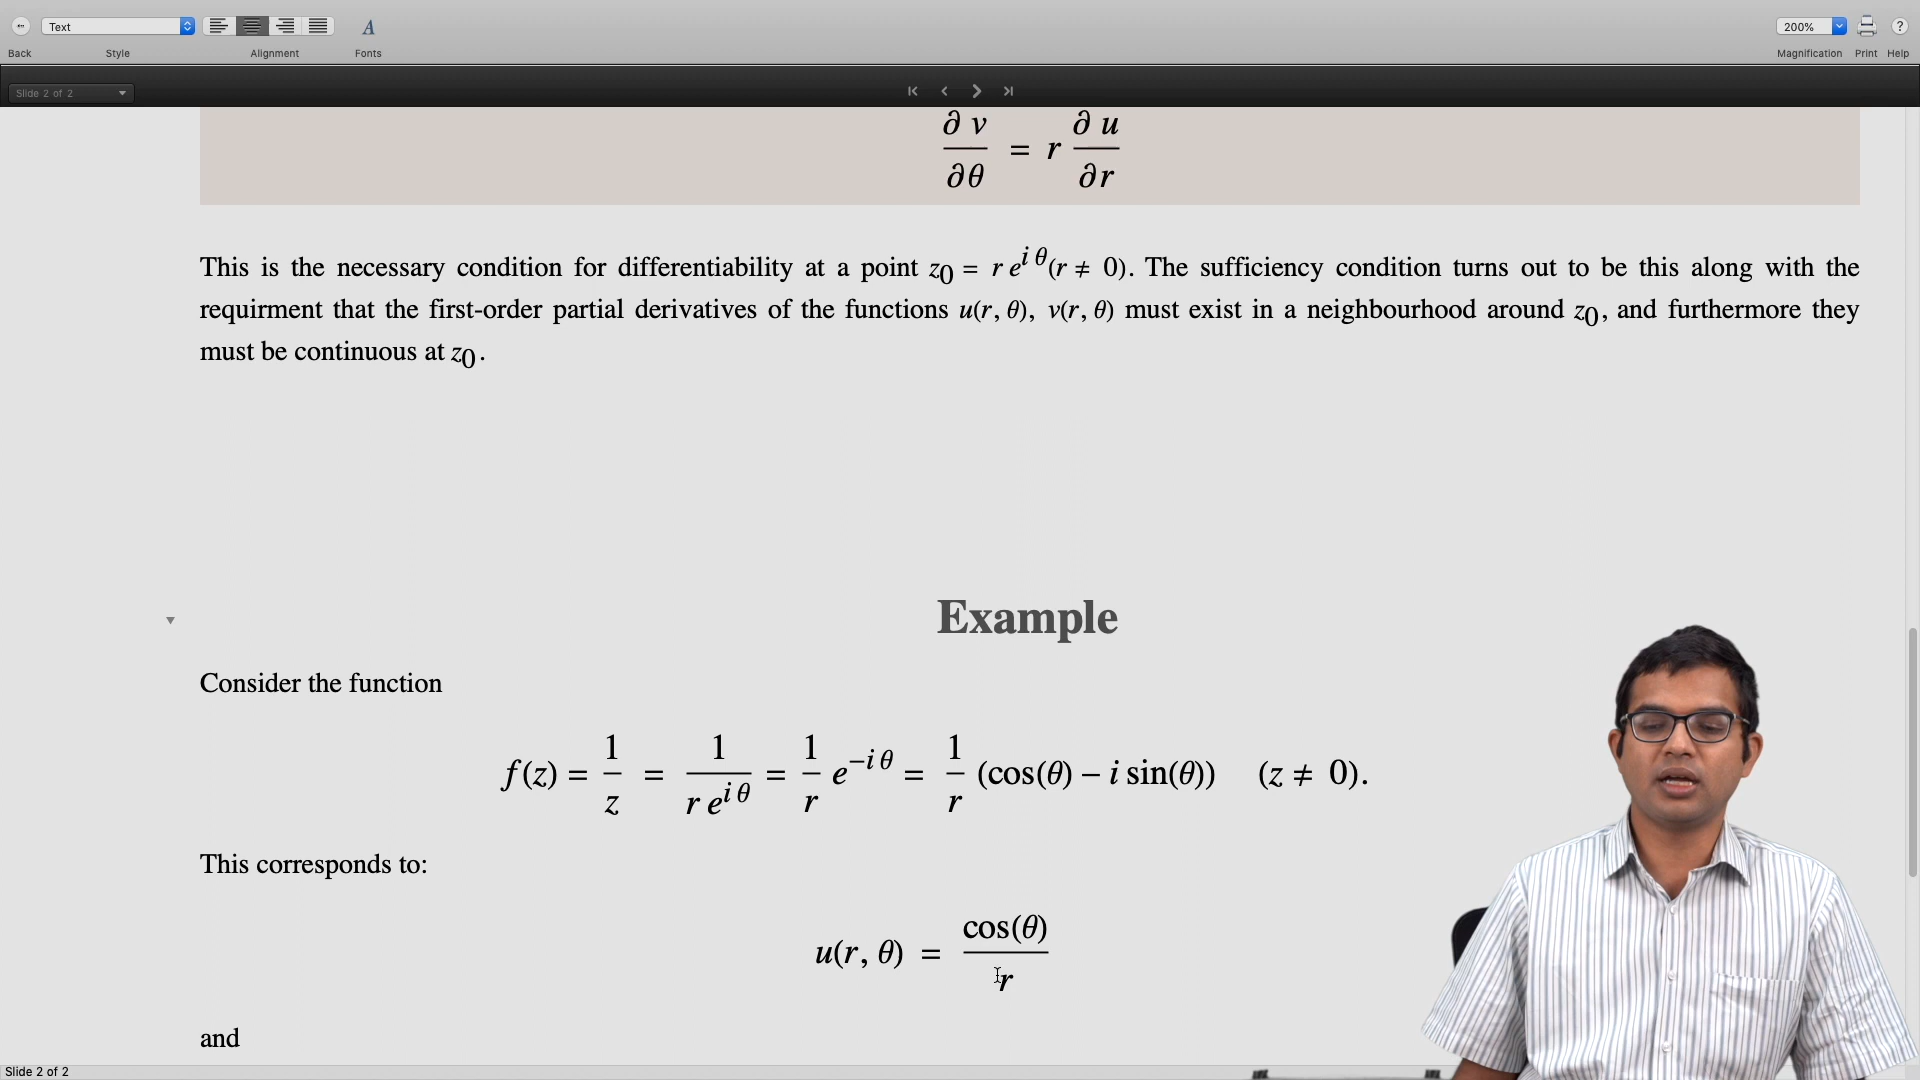 Text
200%
Back Style Alignment Fonts Magnification Print Help
Slide 2 of 2
∂ v / ∂θ = r ∂ u / ∂r
This is the necessary condition for differentiability at a point z₀ = r e^{i θ}(r ≠ 0). The sufficiency condition turns out to be this along with the
requirment that the first-order partial derivatives of the functions u(r, θ), v(r, θ) must exist in a neighbourhood around z₀, and furthermore they
must be continuous at z₀.
Example
Consider the function
f(z) = 1/z = 1/(r e^{i θ}) = 1/r e^{−i θ} = 1/r (cos(θ) − i sin(θ)) (z ≠ 0).
This corresponds to:
u(r, θ) = cos(θ)/r
and
Slide 2 of 2